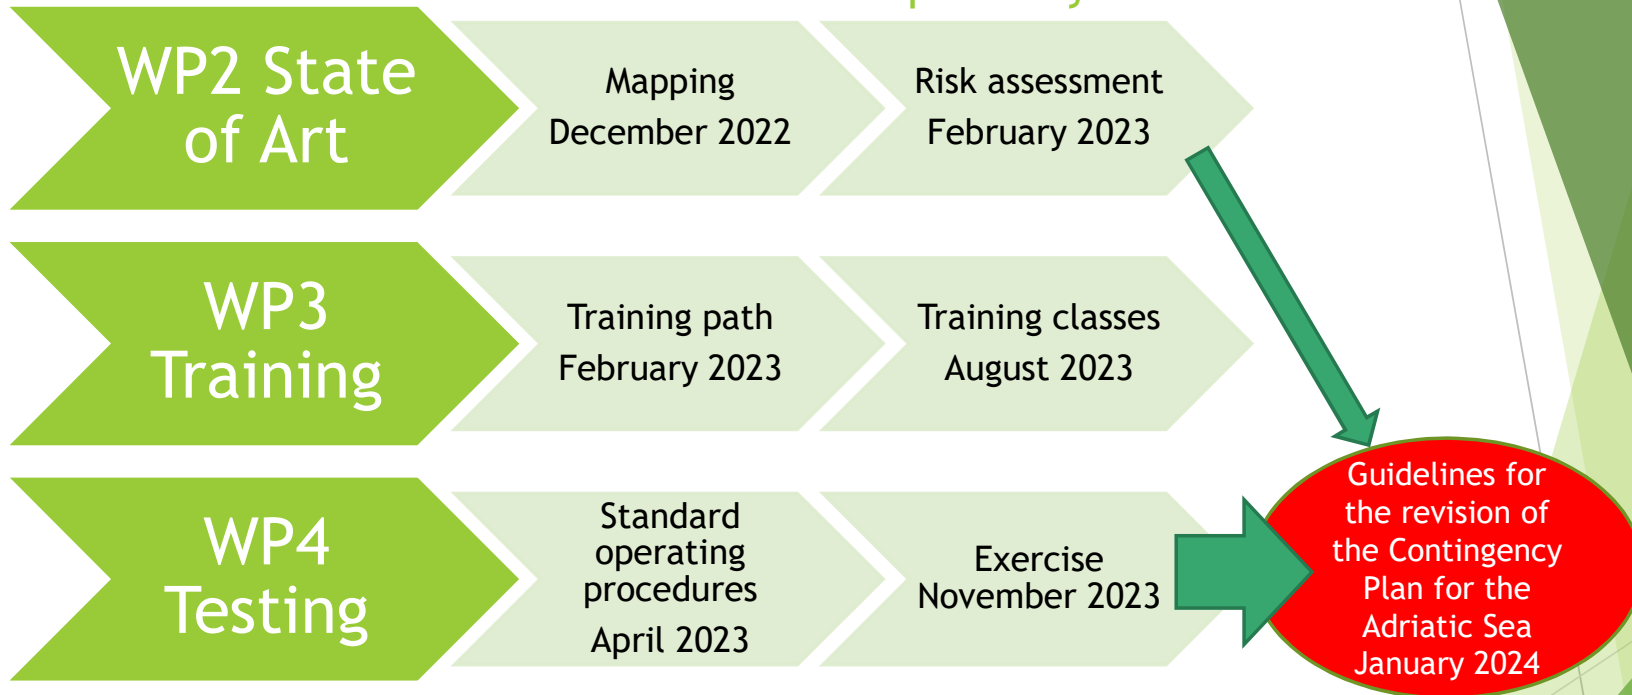 WP2 State
of Art
Mapping
December 2022
Risk assessment
February 2023
WP3
Training
Training path
February 2023
Training classes
August 2023
WP4
Testing
Standard
operating
procedures
April 2023
Exercise
November 2023
Guidelines for
the revision of
the Contingency
Plan for the
Adriatic Sea
January 2024